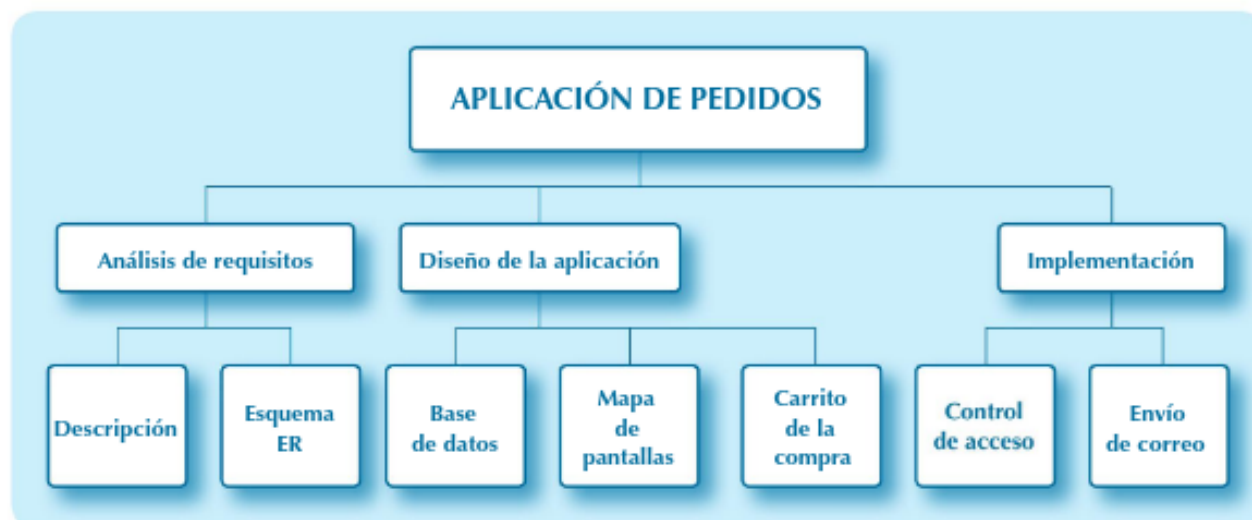 APLICACIÓN DE PEDIDOS
Análisis de requisitos
Diseño de la aplicación
Implementación
Descripción
Esquema
ER
Base
de datos
Mapa
de
pantallas
Carrito
de la
compra
Control
de acceso
Envío
de correo